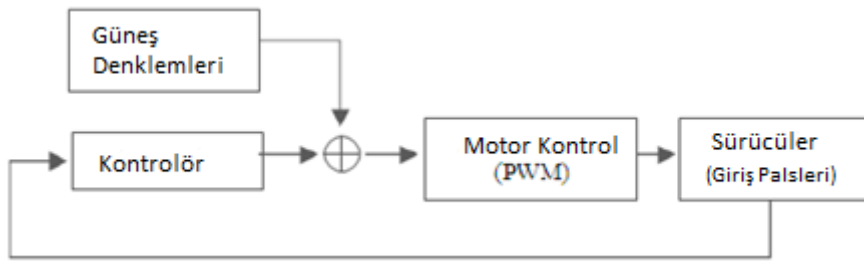 Güneş
Denklemleri
Kontrolör
Motor Kontrol
(PWM)
Sürücüler
(Giriş Palsleri)